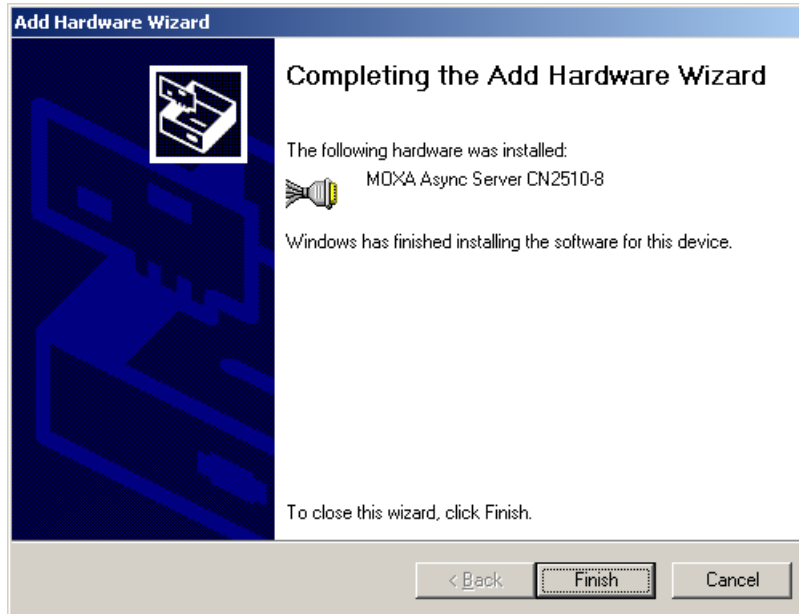 Add Hardware Wizard
Completing the Add Hardware Wizard
The following hardware was installed:
MOXA Async Server CN2510-8
Windows has finished installing the software for this device.
To close this wizard, click Finish.
< Back
Finish
Cancel